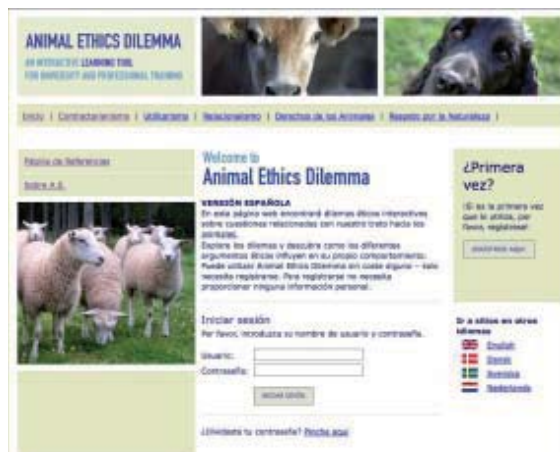 ANIMAL ETHICS DILEMMA
AN INTERACTIVE LEARNING TOOL
FOR UNIVERSITY AND PROFESSIONAL TRAINING
Inicio | Contractarianismo | Utilitarismo | Relacionalismo | Derechos de los Animales | Respeto por la Naturaleza |
Página de Referencias
Sobre A.E.
Welcome to
Animal Ethics Dilemma
VERSIÓN ESPAÑOLA
En esta página web encontrará dilemas éticos interactivos
sobre cuestiones relacionadas con nuestro trato hacia los
animales.
Explore los dilemas y descubra como los diferentes
argumentos éticos influyen en su propio comportamiento.
Puede utilizar Animal Ethics Dilemma sin coste alguno – solo
necesita registrarse. Para registrarse no necesita
proporcionar ninguna información personal.
Iniciar sesión
Por favor, introduzca su nombre de usuario y contraseña.
Usuario:
Contraseña:
INICIAR SESIÓN
¿Olvidaste tu contraseña? Pinche aquí
¿Primera
vez?
¡Si es la primera vez
que lo utiliza, por
favor, regístrese!
REGÍSTRESE AQUÍ
Ir a sitios en otros
idiomas
English
Dansk
Svenska
Nederlands